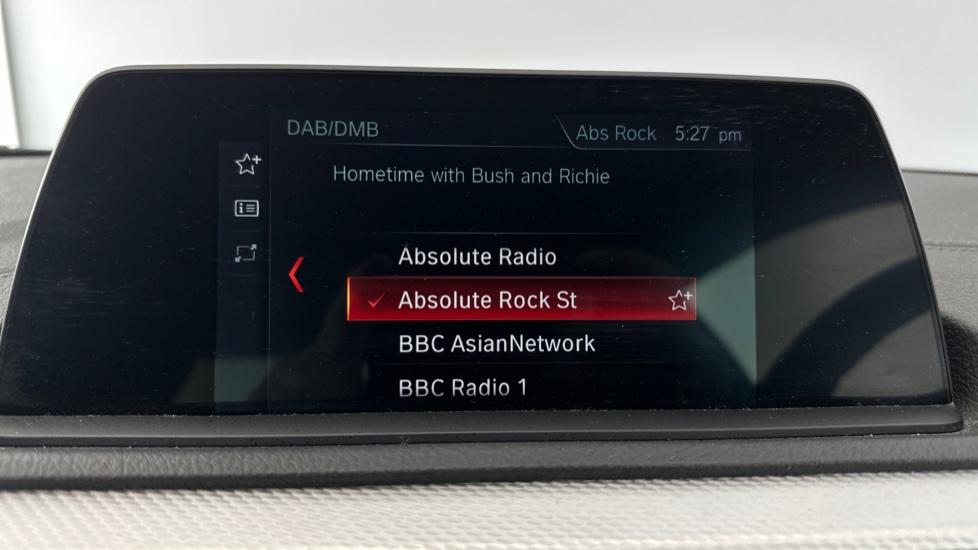 DAB/DMB
Abs Rock 5:27 pm
Hometime with Bush and Richie
Absolute Radio
Absolute Rock St
BBC AsianNetwork
BBC Radio 1